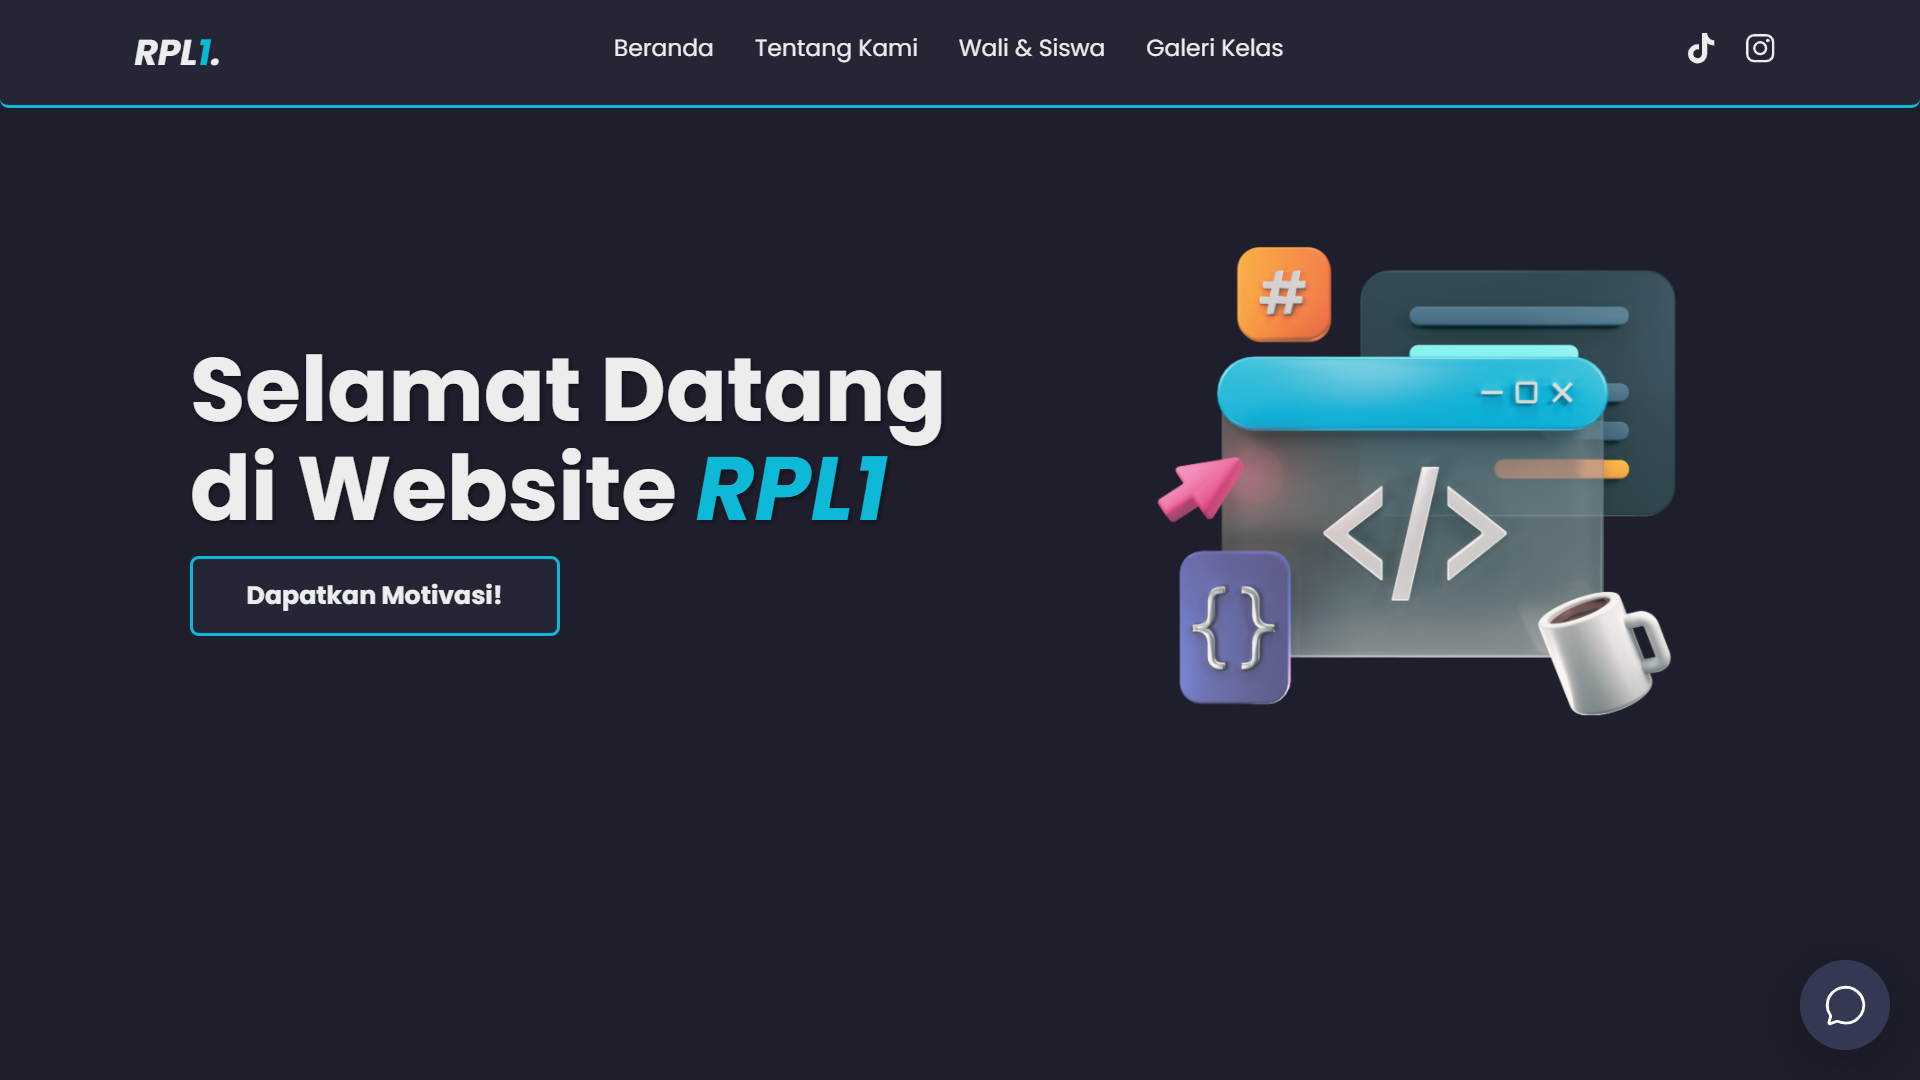 RPL1.
Beranda
Tentang Kami
Wali & Siswa
Galeri Kelas
Selamat Datang
di Website RPL1
Dapatkan Motivasi!
#
</>
{}